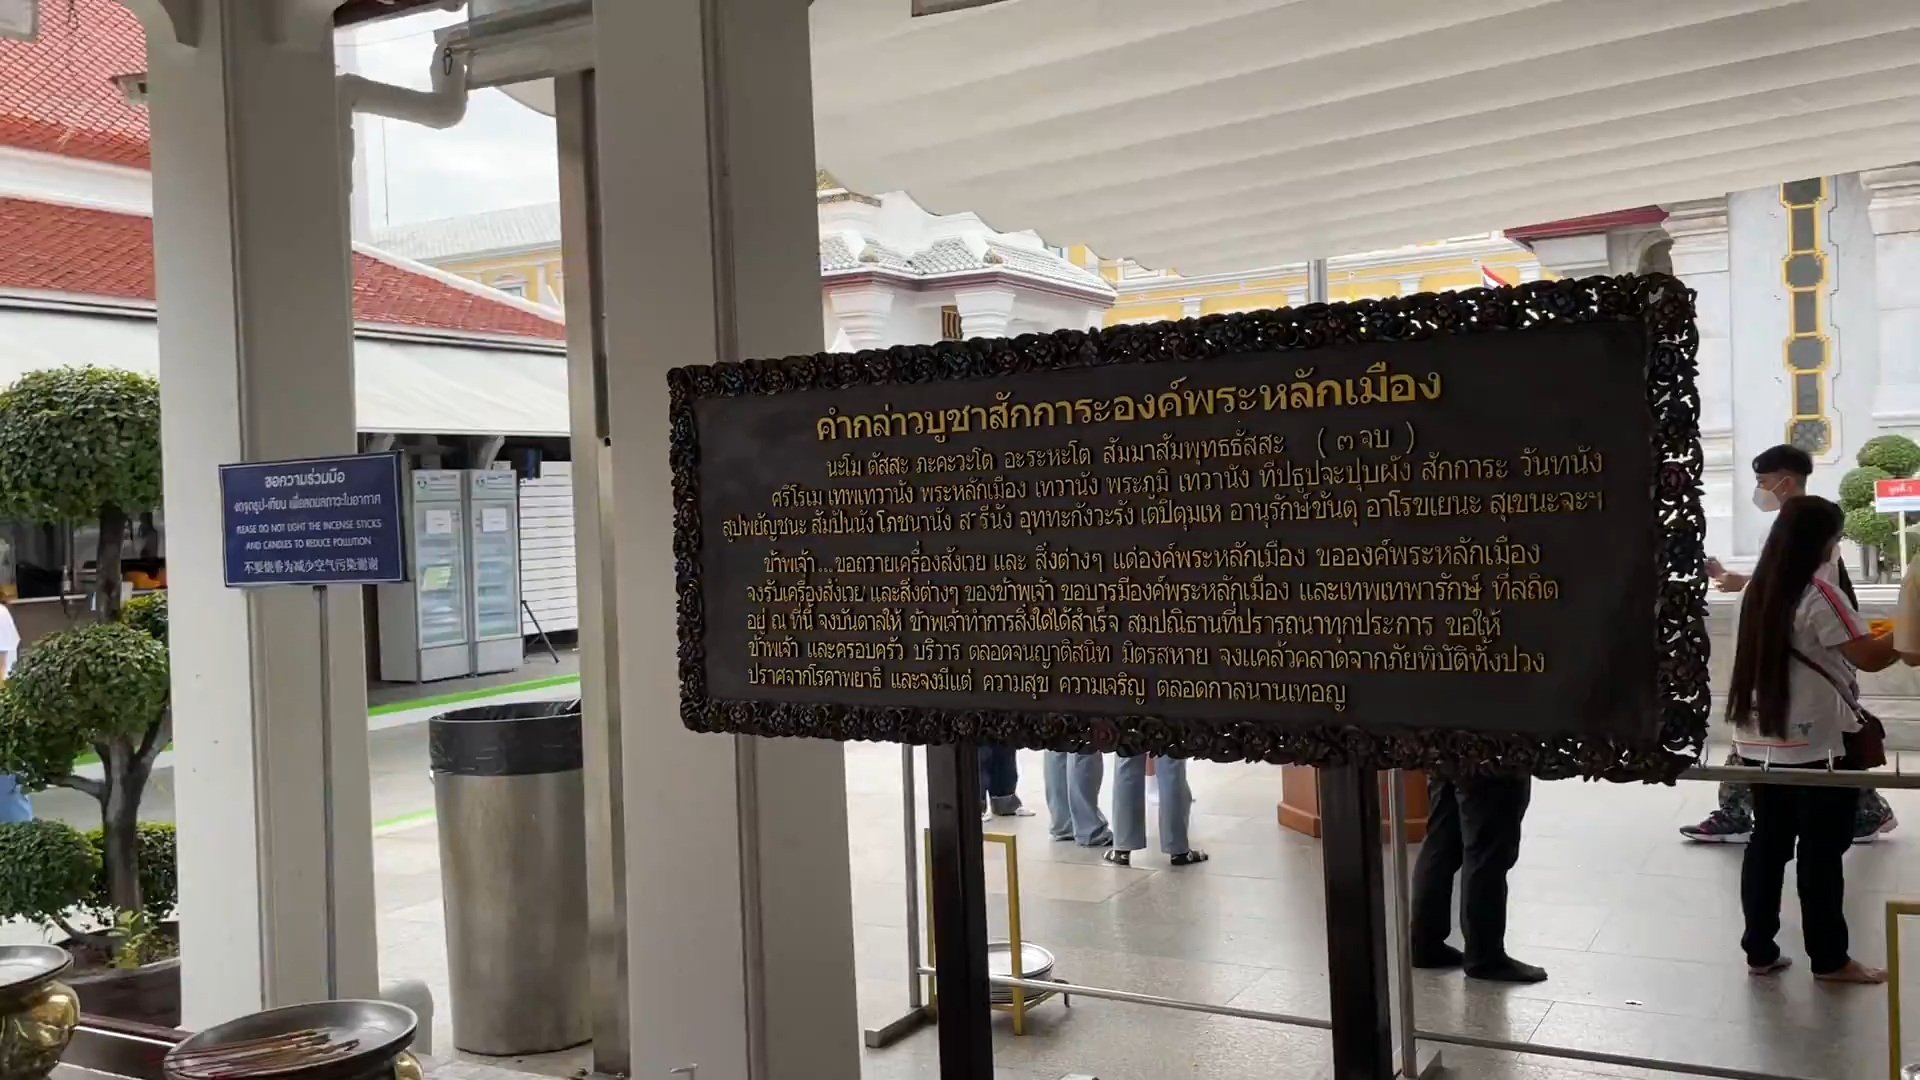 ขอความร่วมมือ
งดจุดธูป-เทียน เพื่อลดมลภาวะในอากาศ
PLEASE DO NOT LIGHT THE INCENSE STICKS
AND CANDLES TO REDUCE POLLUTION
不要烧香为减少空气污染谢谢
คำกล่าวบูชาสักการะองค์พระหลักเมือง
นะโม ตัสสะ ภะคะวะโต อะระหะโต สัมมาสัมพุทธธัสสะ ( ๓ จบ )
ศรีโรเม เทพเทวานัง พระหลักเมือง เทวานัง พระภูมิ เทวานัง ทีปธูปจะปุปผัง สักการะ วันทนัง
สูปพยัญชนะ สัมปันนัง โภชนานัง สาลีนัง อุททะกังวะรัง เตปิตุมเห อานุรักษ์ขันตุ อาโรขเยนะ สุเขนะจะฯ
ข้าพเจ้า...ขอถวายเครื่องสังเวย และ สิ่งต่างๆ แด่องค์พระหลักเมือง ขอองค์พระหลักเมือง
จงรับเครื่องสังเวย และสิ่งต่างๆ ของข้าพเจ้า ขอบารมีองค์พระหลักเมือง และเทพเทพารักษ์ ที่สถิต
อยู่ ณ ที่นี้ จงบันดาลให้ ข้าพเจ้าทำการสิ่งใดได้สำเร็จ สมปณิธานที่ปรารถนาทุกประการ ขอให้
ข้าพเจ้า และครอบครัว บริวาร ตลอดจนญาติสนิท มิตรสหาย จงแคล้วคลาดจากภัยพิบัติทั้งปวง
ปราศจากโรคาพยาธิ และจงมีแต่ ความสุข ความเจริญ ตลอดกาลนานเทอญ